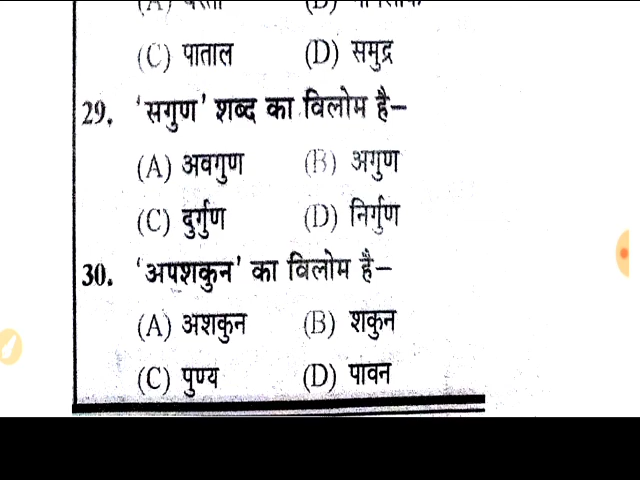 (C) पाताल (D) समुद्र
29. 'सगुण' शब्द का विलोम है–
(A) अवगुण (B) अगुण
(C) दुर्गुण (D) निर्गुण
30. 'अपशकुन' का विलोम है–
(A) अशकुन (B) शकुन
(C) पुण्य (D) पावन